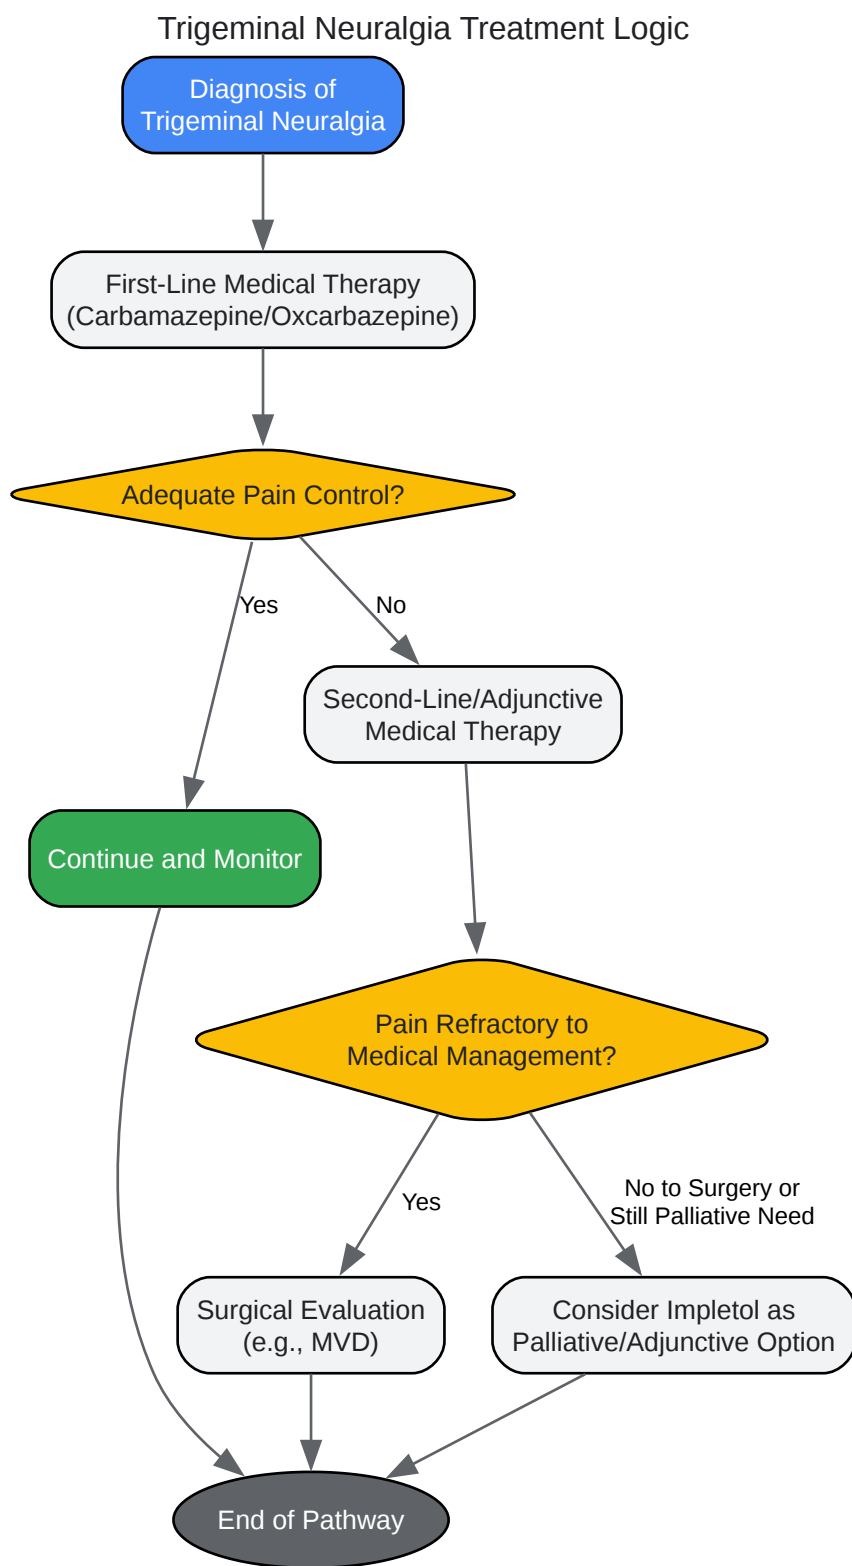 Trigeminal Neuralgia Treatment Logic
Diagnosis of
Trigeminal Neuralgia
First-Line Medical Therapy
(Carbamazepine/Oxcarbazepine)
Adequate Pain Control?
Yes
No
Second-Line/Adjunctive
Medical Therapy
Continue and Monitor
Pain Refractory to
Medical Management?
Yes
No to Surgery or
Still Palliative Need
Surgical Evaluation
(e.g., MVD)
Consider Impletol as
Palliative/Adjunctive Option
End of Pathway